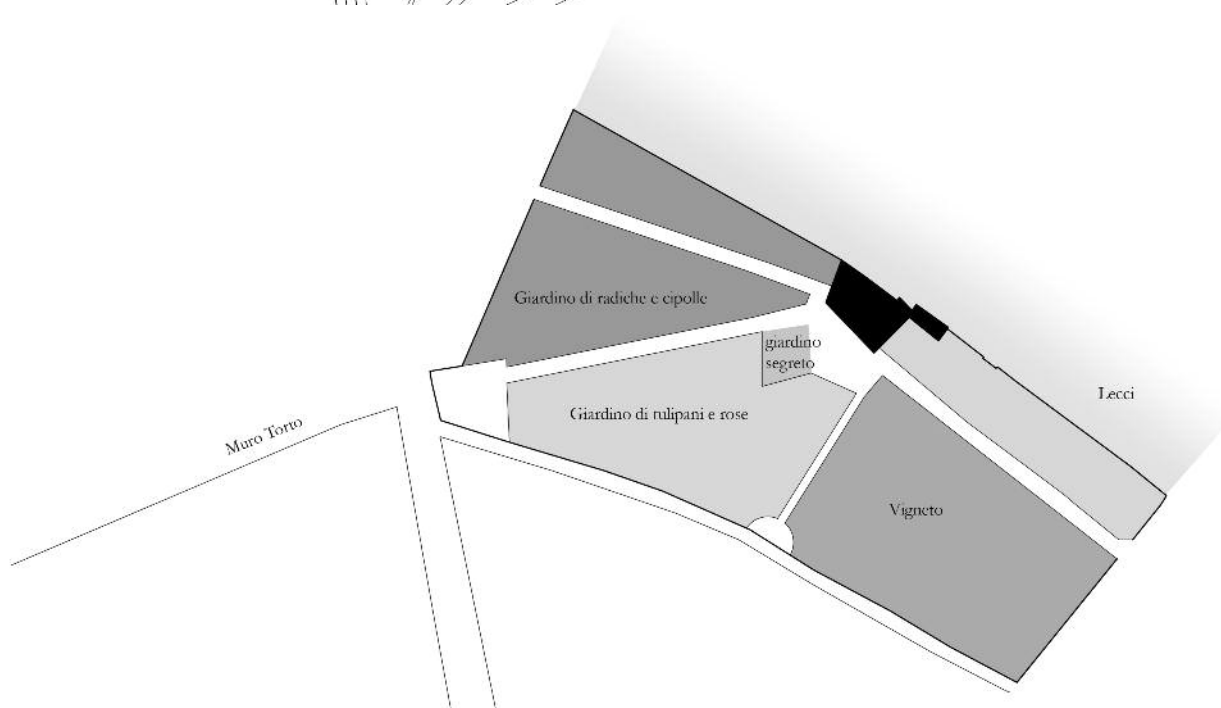 Giardino di radiche e cipolle
giardino
segreto
Lecci
Giardino di tulipani e rose
Muro Torto
Vigneto